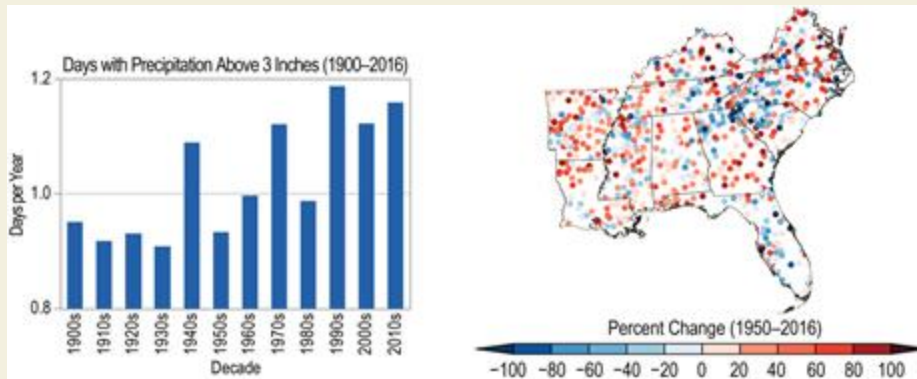 Days with Precipitation Above 3 Inches (1900–2016)
1.2
1.0
0.8
Days per Year
1900s
1910s
1920s
1930s
1940s
1950s
1960s
1970s
1980s
1990s
2000s
2010s
Decade
Percent Change (1950–2016)
−100 −80 −60 −40 −20 0 20 40 60 80 100